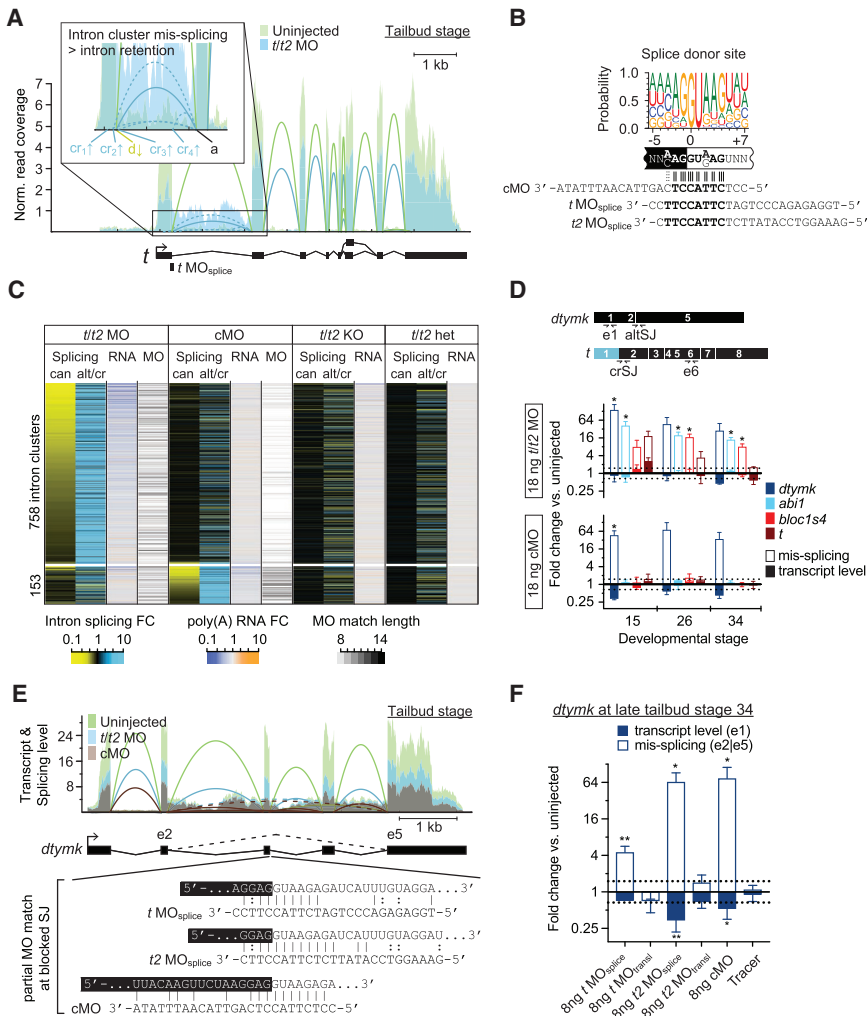 A
Intron cluster mis-splicing
> intron retention
cr1↑ cr2↑ d↓ cr3↑ cr4↑ a
Uninjected
t/t2 MO
Tailbud stage
1 kb
Norm. read coverage
7
6
5
4
3
2
1
t
t MOsplice
B
Splice donor site
Probability
1.0
0.5
0.0
-5 0 +7
cMO 3'-ATATTTAACATTGACTCCATTCTCC-5'
t MOsplice 3'-CCTTCCATTCTAGTCCCAGAGAGGT-5'
t2 MOsplice 3'-CTTCCATTCTCTTATACCTGGAAAG-5'
C
t/t2 MO cMO t/t2 KO t/t2 het
Splicing RNA MO Splicing RNA MO Splicing RNA Splicing RNA
can alt/cr can alt/cr can alt/cr can alt/cr
758 intron clusters
153
Intron splicing FC
0.1 1 10
poly(A) RNA FC
0.1 1 10
MO match length
8 14
D
dtymk 1 2 5
e1 altSJ
t 1 2 3 4 5 6 7 8
crSJ e6
18 ng t/t2 MO
18 ng cMO
Fold change vs. uninjected
64
16
4
1
0.25
64
16
4
1
0.25
* * * * * * *
*
15 26 34
Developmental stage
dtymk
abi1
bloc1s4
t
mis-splicing
transcript level
E
Transcript &
Splicing level
24
16
8
Uninjected
t/t2 MO
cMO
Tailbud stage
1 kb
dtymk
e2 e5
partial MO match
at blocked SJ
5'-...AGGAGGUAAGAGAUCAUUUGUAGGA...3'
t MOsplice 3'-CCTTCCATTCTAGTCCCAGAGAGGT-5'
5'-...GGAGGUAAGAGAUCAUUUGUAGGAU...3'
t2 MOsplice 3'-CTTCCATTCTCTTATACCTGGAAAG-5'
5'-...UUACAAGUUCUAAGGAGGUAAGAGA...3'
cMO 3'-ATATTTAACATTGACTCCATTCTCC-5'
F
dtymk at late tailbud stage 34
transcript level (e1)
mis-splicing (e2|e5)
Fold change vs. uninjected
64
16
4
1
0.25
** * *
** *
8ng t MOsplice
8ng t MOtransl
8ng t2 MOsplice
8ng t2 MOtransl
8ng cMO
Tracer